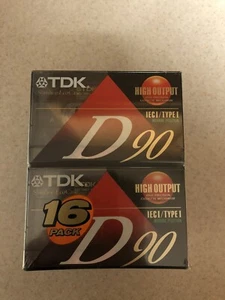 TDK
HIGH OUTPUT
IECI/TYPE I
D90
TDK
HIGH OUTPUT
16
PACK
IECI/TYPE I
D90